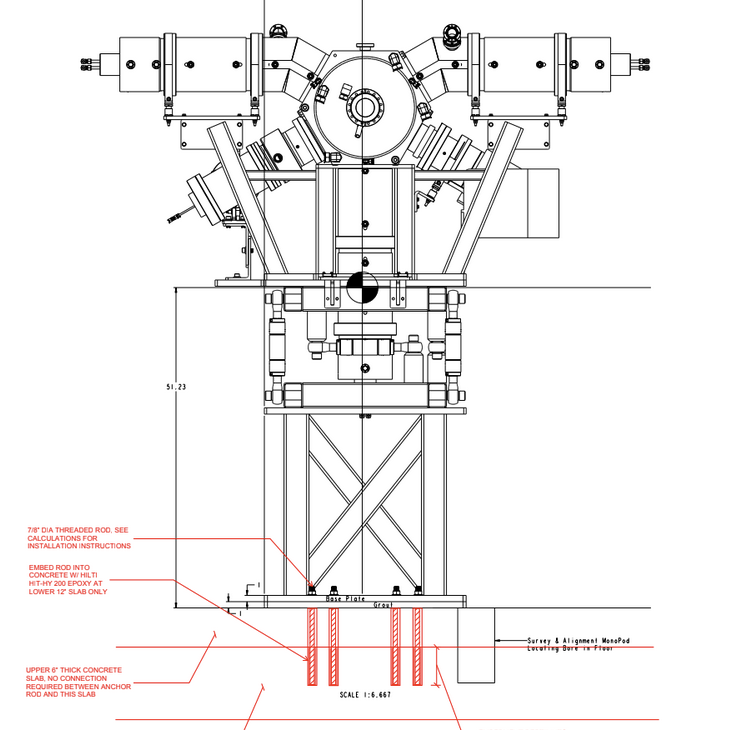 51.23
7/8" DIA THREADED ROD. SEE
CALCULATIONS FOR
INSTALLATION INSTRUCTIONS
EMBED ROD INTO
CONCRETE W/ HILTI
HIT-HY 200 EPOXY AT
LOWER 12" SLAB ONLY
1
Base Plate
Grout
1
Survey & Alignment MonoPod
Locating Bore in Floor
UPPER 6" THICK CONCRETE
SLAB, NO CONNECTION
REQUIRED BETWEEN ANCHOR
ROD AND THIS SLAB
SCALE 1:6.667